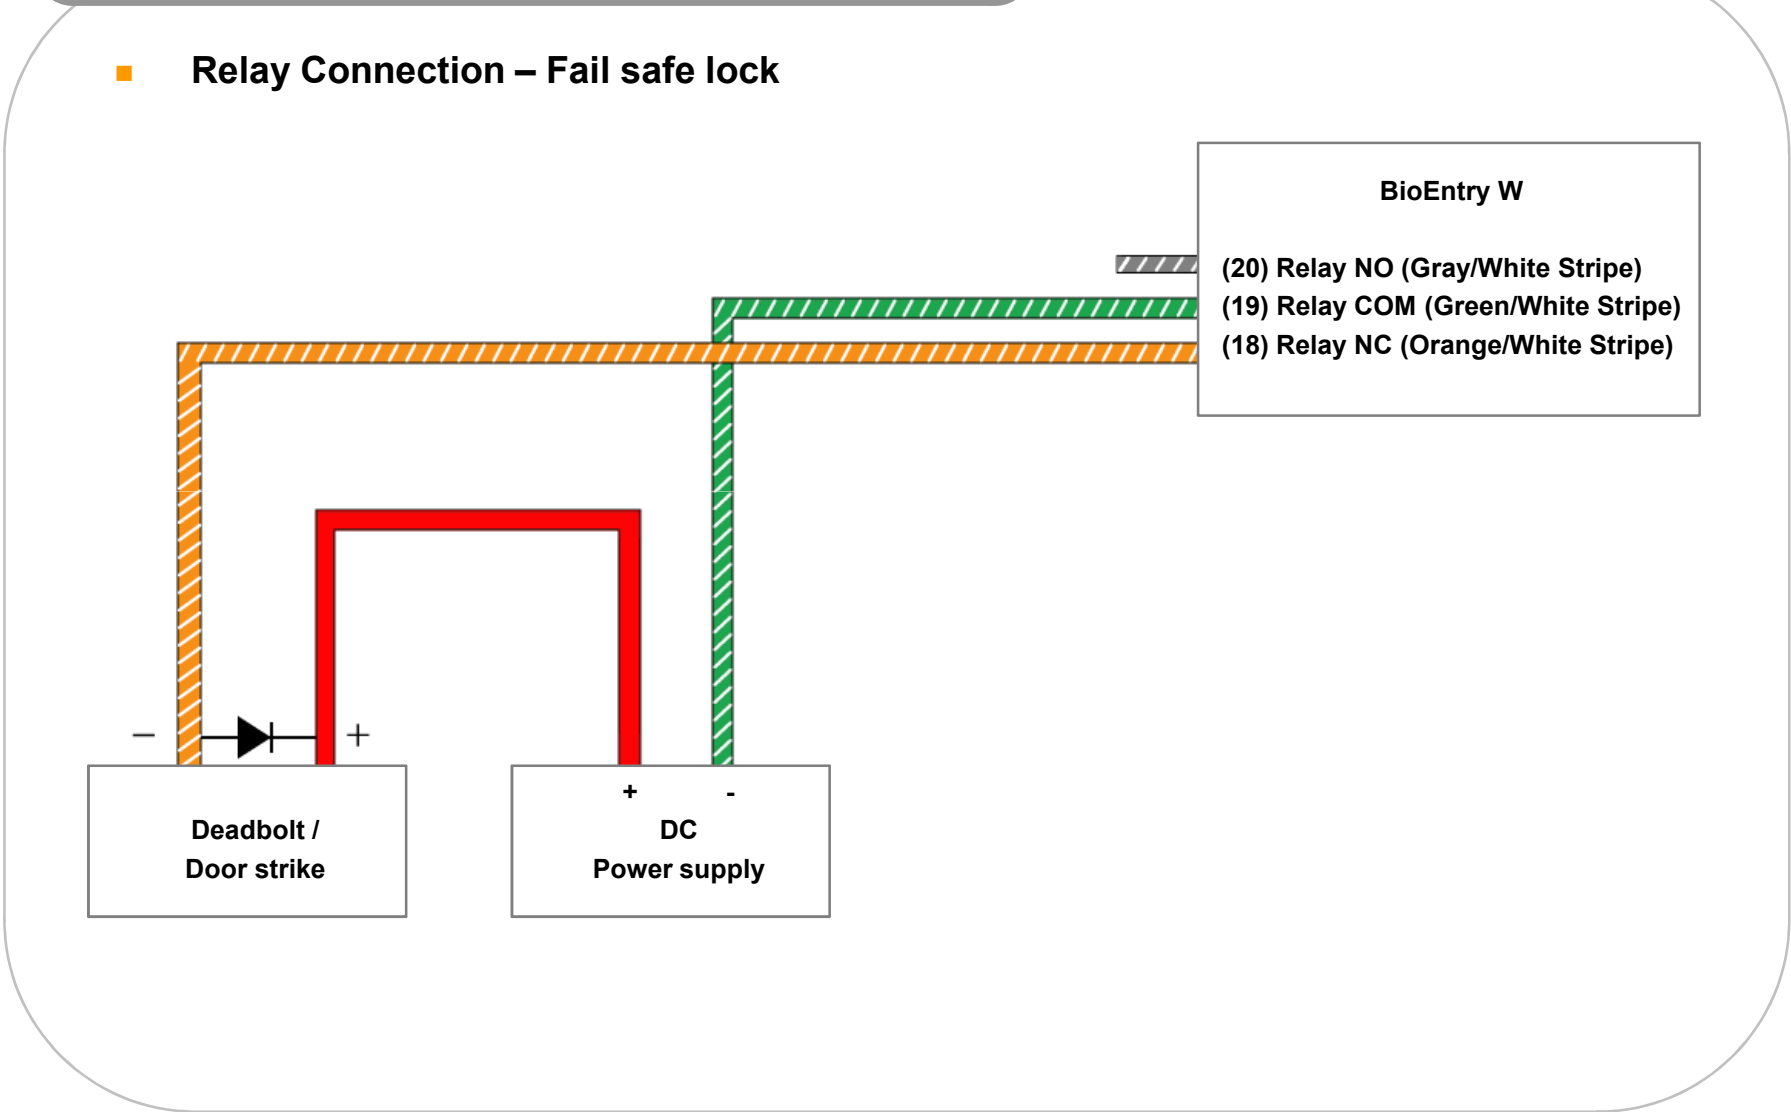 Relay Connection – Fail safe lock
BioEntry W
(20) Relay NO (Gray/White Stripe)
(19) Relay COM (Green/White Stripe)
(18) Relay NC (Orange/White Stripe)
− +
+ -
Deadbolt /
Door strike
DC
Power supply